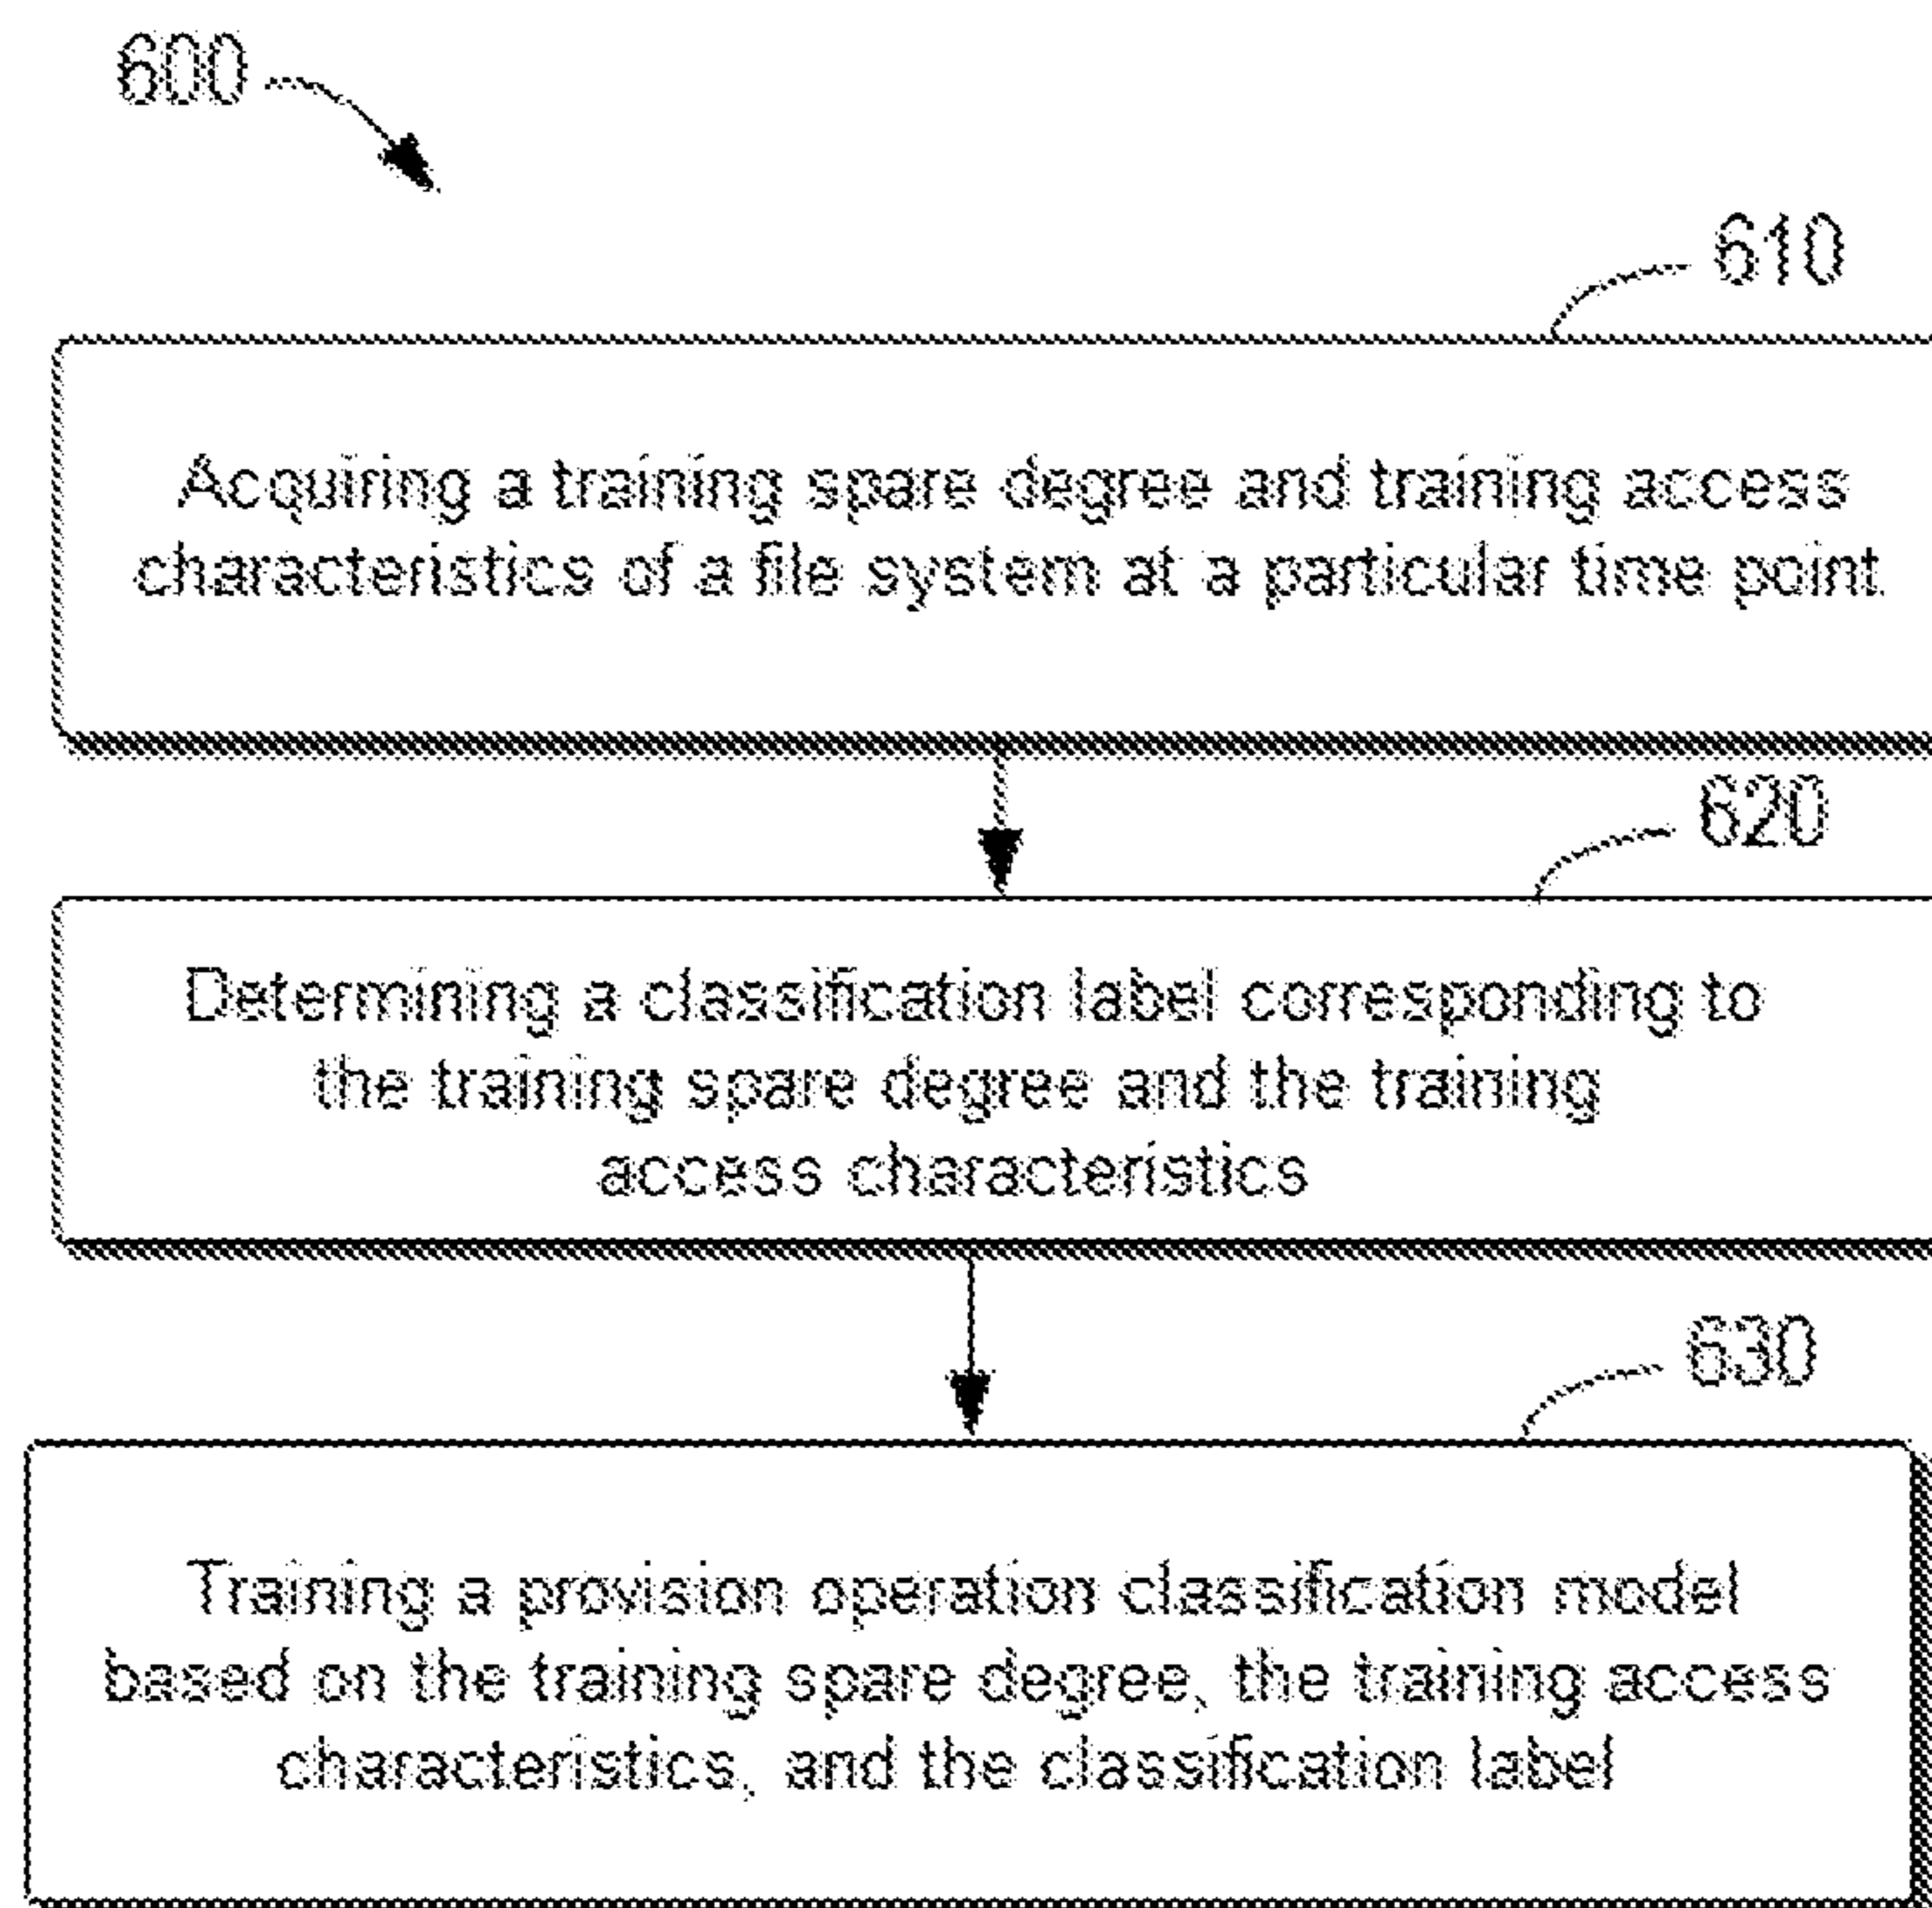 600
610
Acquiring a training spare degree and training access
characteristics of a file system at a particular time point
620
Determining a classification label corresponding to
the training spare degree and the training
access characteristics
630
Training a provision operation classification model
based on the training spare degree, the training access
characteristics, and the classification label